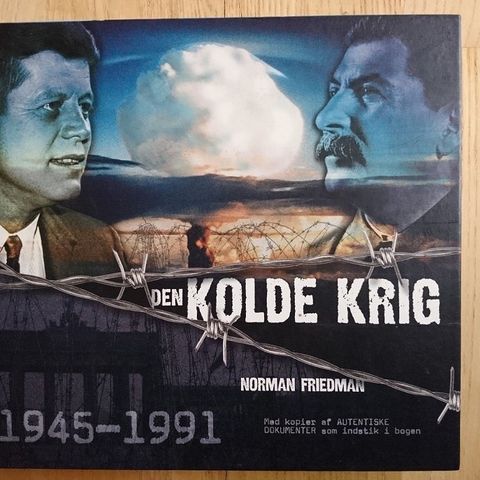 DEN KOLDE KRIG
NORMAN FRIEDMAN
1945–1991
Med kopier af AUTENTISKE
DOKUMENTER som indstik i bogen